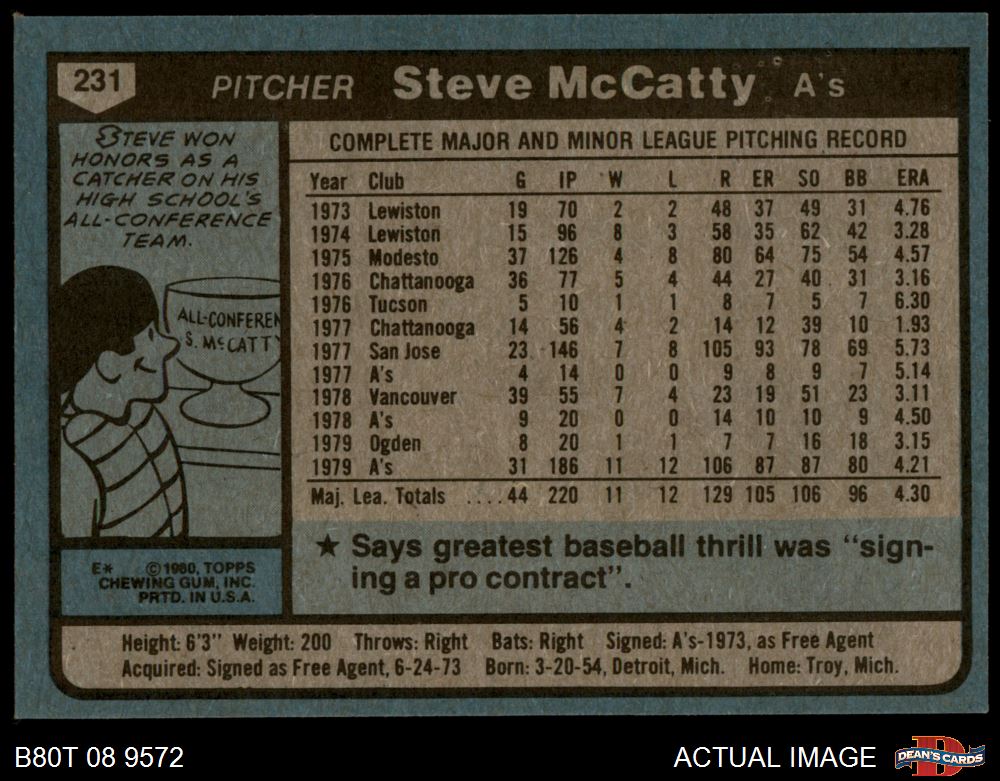 231 PITCHER Steve McCatty A's
STEVE WON
HONORS AS A
CATCHER ON HIS
HIGH SCHOOL'S
ALL-CONFERENCE
TEAM.
ALL-CONFEREN
S. McCATTY
E* ©1980, TOPPS
CHEWING GUM, INC.
PRTD. IN U.S.A.
COMPLETE MAJOR AND MINOR LEAGUE PITCHING RECORD
Year Club G IP W L R ER SO BB ERA
1973 Lewiston 19 70 2 2 48 37 49 31 4.76
1974 Lewiston 15 96 8 3 58 35 62 42 3.28
1975 Modesto 37 126 4 8 80 64 75 54 4.57
1976 Chattanooga 36 77 5 4 44 27 40 31 3.16
1976 Tucson 5 10 1 1 8 7 5 7 6.30
1977 Chattanooga 14 56 4 2 14 12 39 10 1.93
1977 San Jose 23 146 7 8 105 93 78 69 5.73
1977 A's 4 14 0 0 9 8 9 7 5.14
1978 Vancouver 39 55 7 4 23 19 51 23 3.11
1978 A's 9 20 0 0 14 10 10 9 4.50
1979 Ogden 8 20 1 1 7 7 16 18 3.15
1979 A's 31 186 11 12 106 87 87 80 4.21
Maj. Lea. Totals ....44 220 11 12 129 105 106 96 4.30
★ Says greatest baseball thrill was "sign-
ing a pro contract".
Height: 6'3" Weight: 200 Throws: Right Bats: Right Signed: A's-1973, as Free Agent
Acquired: Signed as Free Agent, 6-24-73 Born: 3-20-54, Detroit, Mich. Home: Troy, Mich.
B80T 08 9572
ACTUAL IMAGE
DEAN'S CARDS